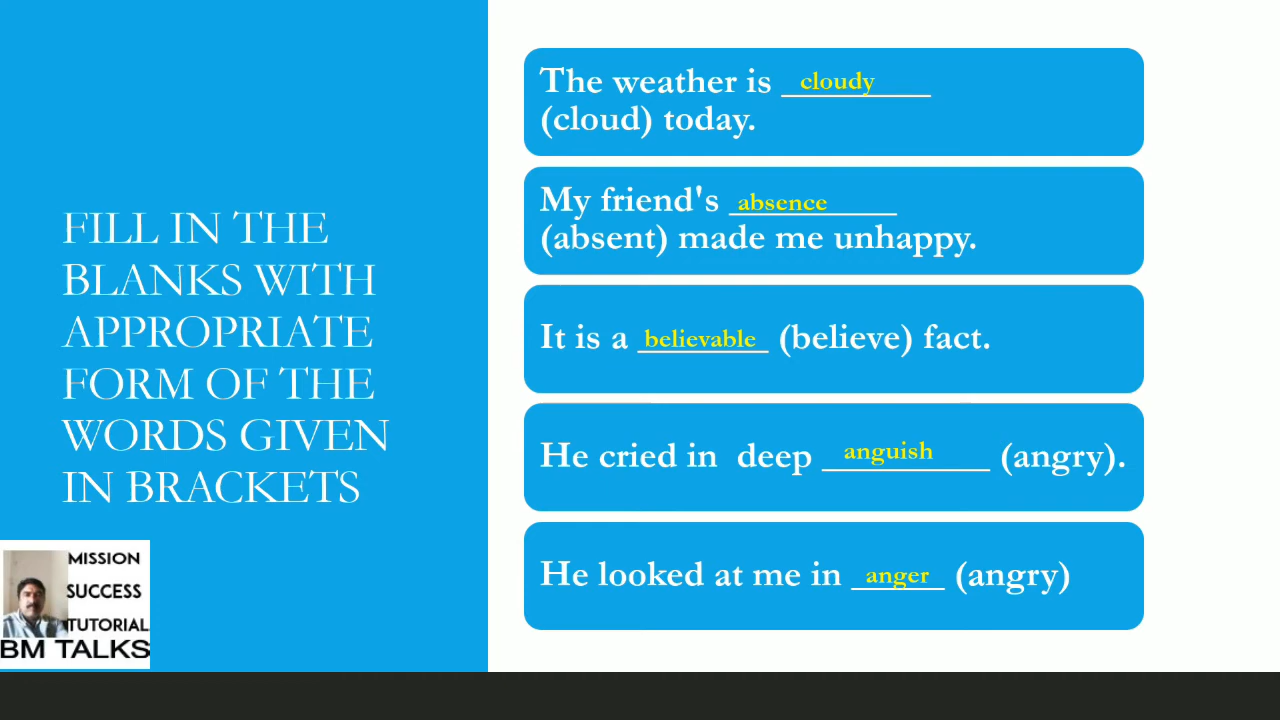 FILL IN THE
BLANKS WITH
APPROPRIATE
FORM OF THE
WORDS GIVEN
IN BRACKETS
The weather is cloudy
(cloud) today.
My friend's absence
(absent) made me unhappy.
It is a believable (believe) fact.
He cried in deep anguish (angry).
He looked at me in anger (angry)
MISSION
SUCCESS
TUTORIAL
BM TALKS